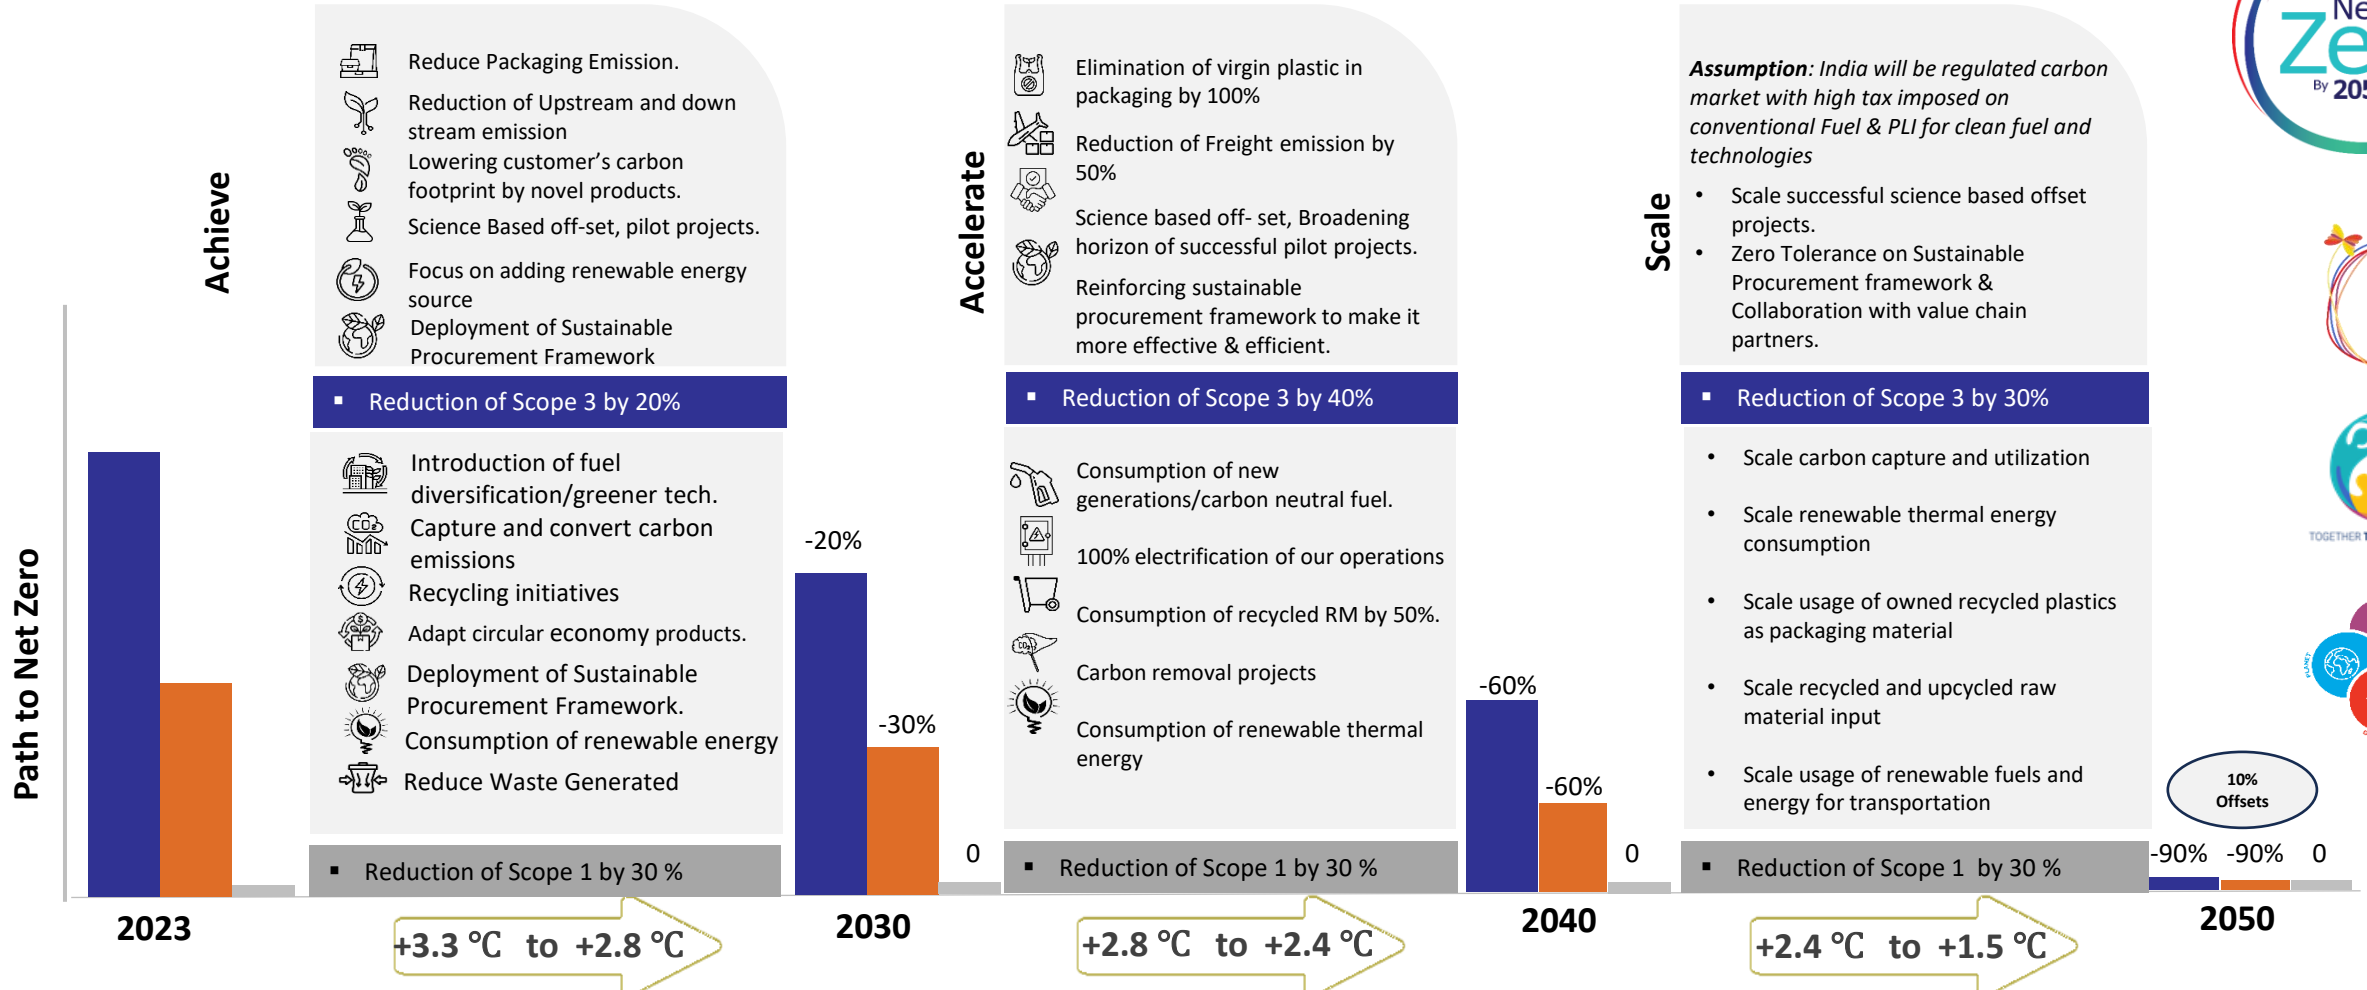 Path to Net Zero
2023
Achieve
Reduce Packaging Emission.
Reduction of Upstream and down
stream emission
Lowering customer's carbon
footprint by novel products.
Science Based off-set, pilot projects.
Focus on adding renewable energy
source
Deployment of Sustainable
Procurement Framework
▪ Reduction of Scope 3 by 20%
Introduction of fuel
diversification/greener tech.
Capture and convert carbon
emissions
Recycling initiatives
Adapt circular economy products.
Deployment of Sustainable
Procurement Framework.
Consumption of renewable energy
Reduce Waste Generated
▪ Reduction of Scope 1 by 30 %
+3.3 °C to +2.8 °C
-20%
-30%
0
2030
Accelerate
Elimination of virgin plastic in
packaging by 100%
Reduction of Freight emission by
50%
Science based off- set, Broadening
horizon of successful pilot projects.
Reinforcing sustainable
procurement framework to make it
more effective & efficient.
▪ Reduction of Scope 3 by 40%
Consumption of new
generations/carbon neutral fuel.
100% electrification of our operations
Consumption of recycled RM by 50%.
Carbon removal projects
Consumption of renewable thermal
energy
▪ Reduction of Scope 1 by 30 %
+2.8 °C to +2.4 °C
-60%
-60%
0
2040
Scale
Assumption: India will be regulated carbon
market with high tax imposed on
conventional Fuel & PLI for clean fuel and
technologies
• Scale successful science based offset
projects.
• Zero Tolerance on Sustainable
Procurement framework &
Collaboration with value chain
partners.
▪ Reduction of Scope 3 by 30%
• Scale carbon capture and utilization
• Scale renewable thermal energy
consumption
• Scale usage of owned recycled plastics
as packaging material
• Scale recycled and upcycled raw
material input
• Scale usage of renewable fuels and
energy for transportation
▪ Reduction of Scope 1 by 30 %
+2.4 °C to +1.5 °C
10%
Offsets
-90%
-90%
0
2050
Ne
Ze
By 205
TOGETHER T
PLANET